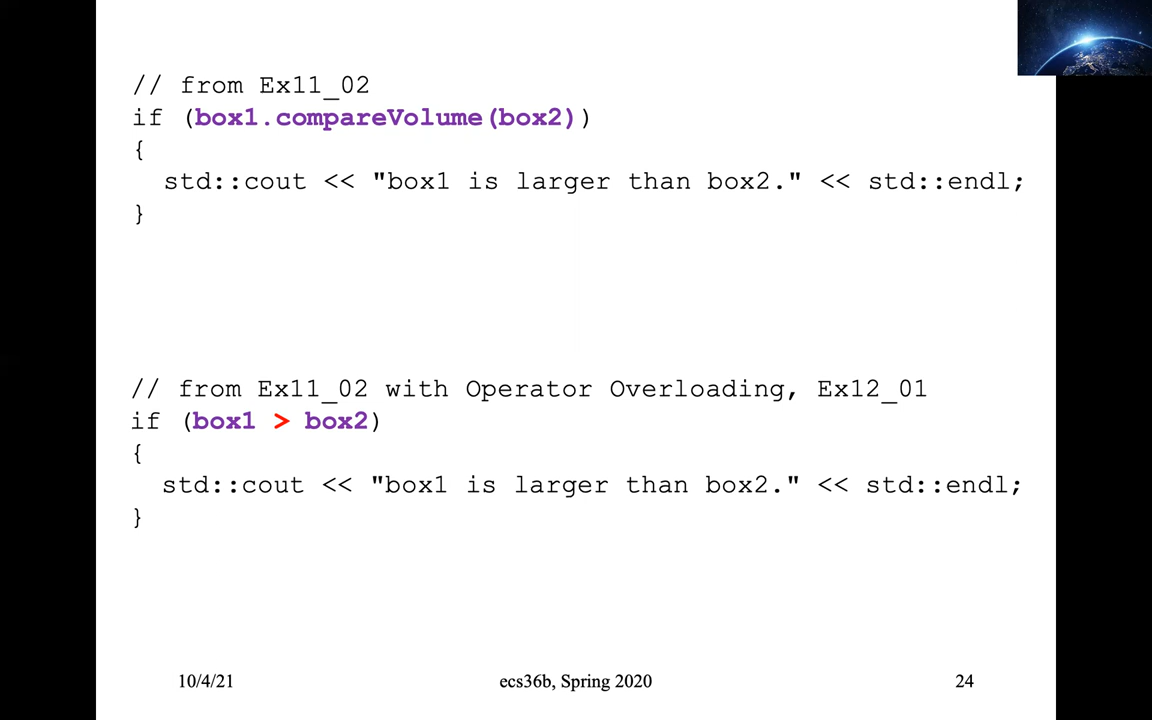 // from Ex11_02
if (box1.compareVolume(box2))
{
  std::cout << "box1 is larger than box2." << std::endl;
}
// from Ex11_02 with Operator Overloading, Ex12_01
if (box1 > box2)
{
  std::cout << "box1 is larger than box2." << std::endl;
}
10/4/21 ecs36b, Spring 2020 24